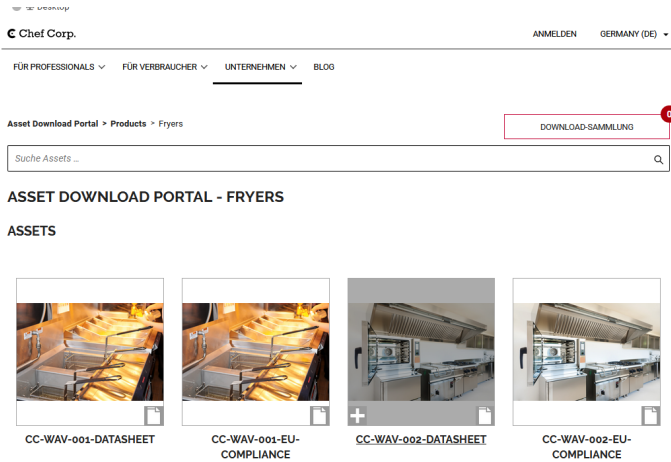 Desktop
Chef Corp.
ANMELDEN GERMANY (DE)
FÜR PROFESSIONALS FÜR VERBRAUCHER UNTERNEHMEN BLOG
Asset Download Portal > Products > Fryers
0
DOWNLOAD-SAMMLUNG
Suche Assets ...
ASSET DOWNLOAD PORTAL - FRYERS
ASSETS
CC-WAV-001-DATASHEET
CC-WAV-001-EU-
COMPLIANCE
CC-WAV-002-DATASHEET
CC-WAV-002-EU-
COMPLIANCE